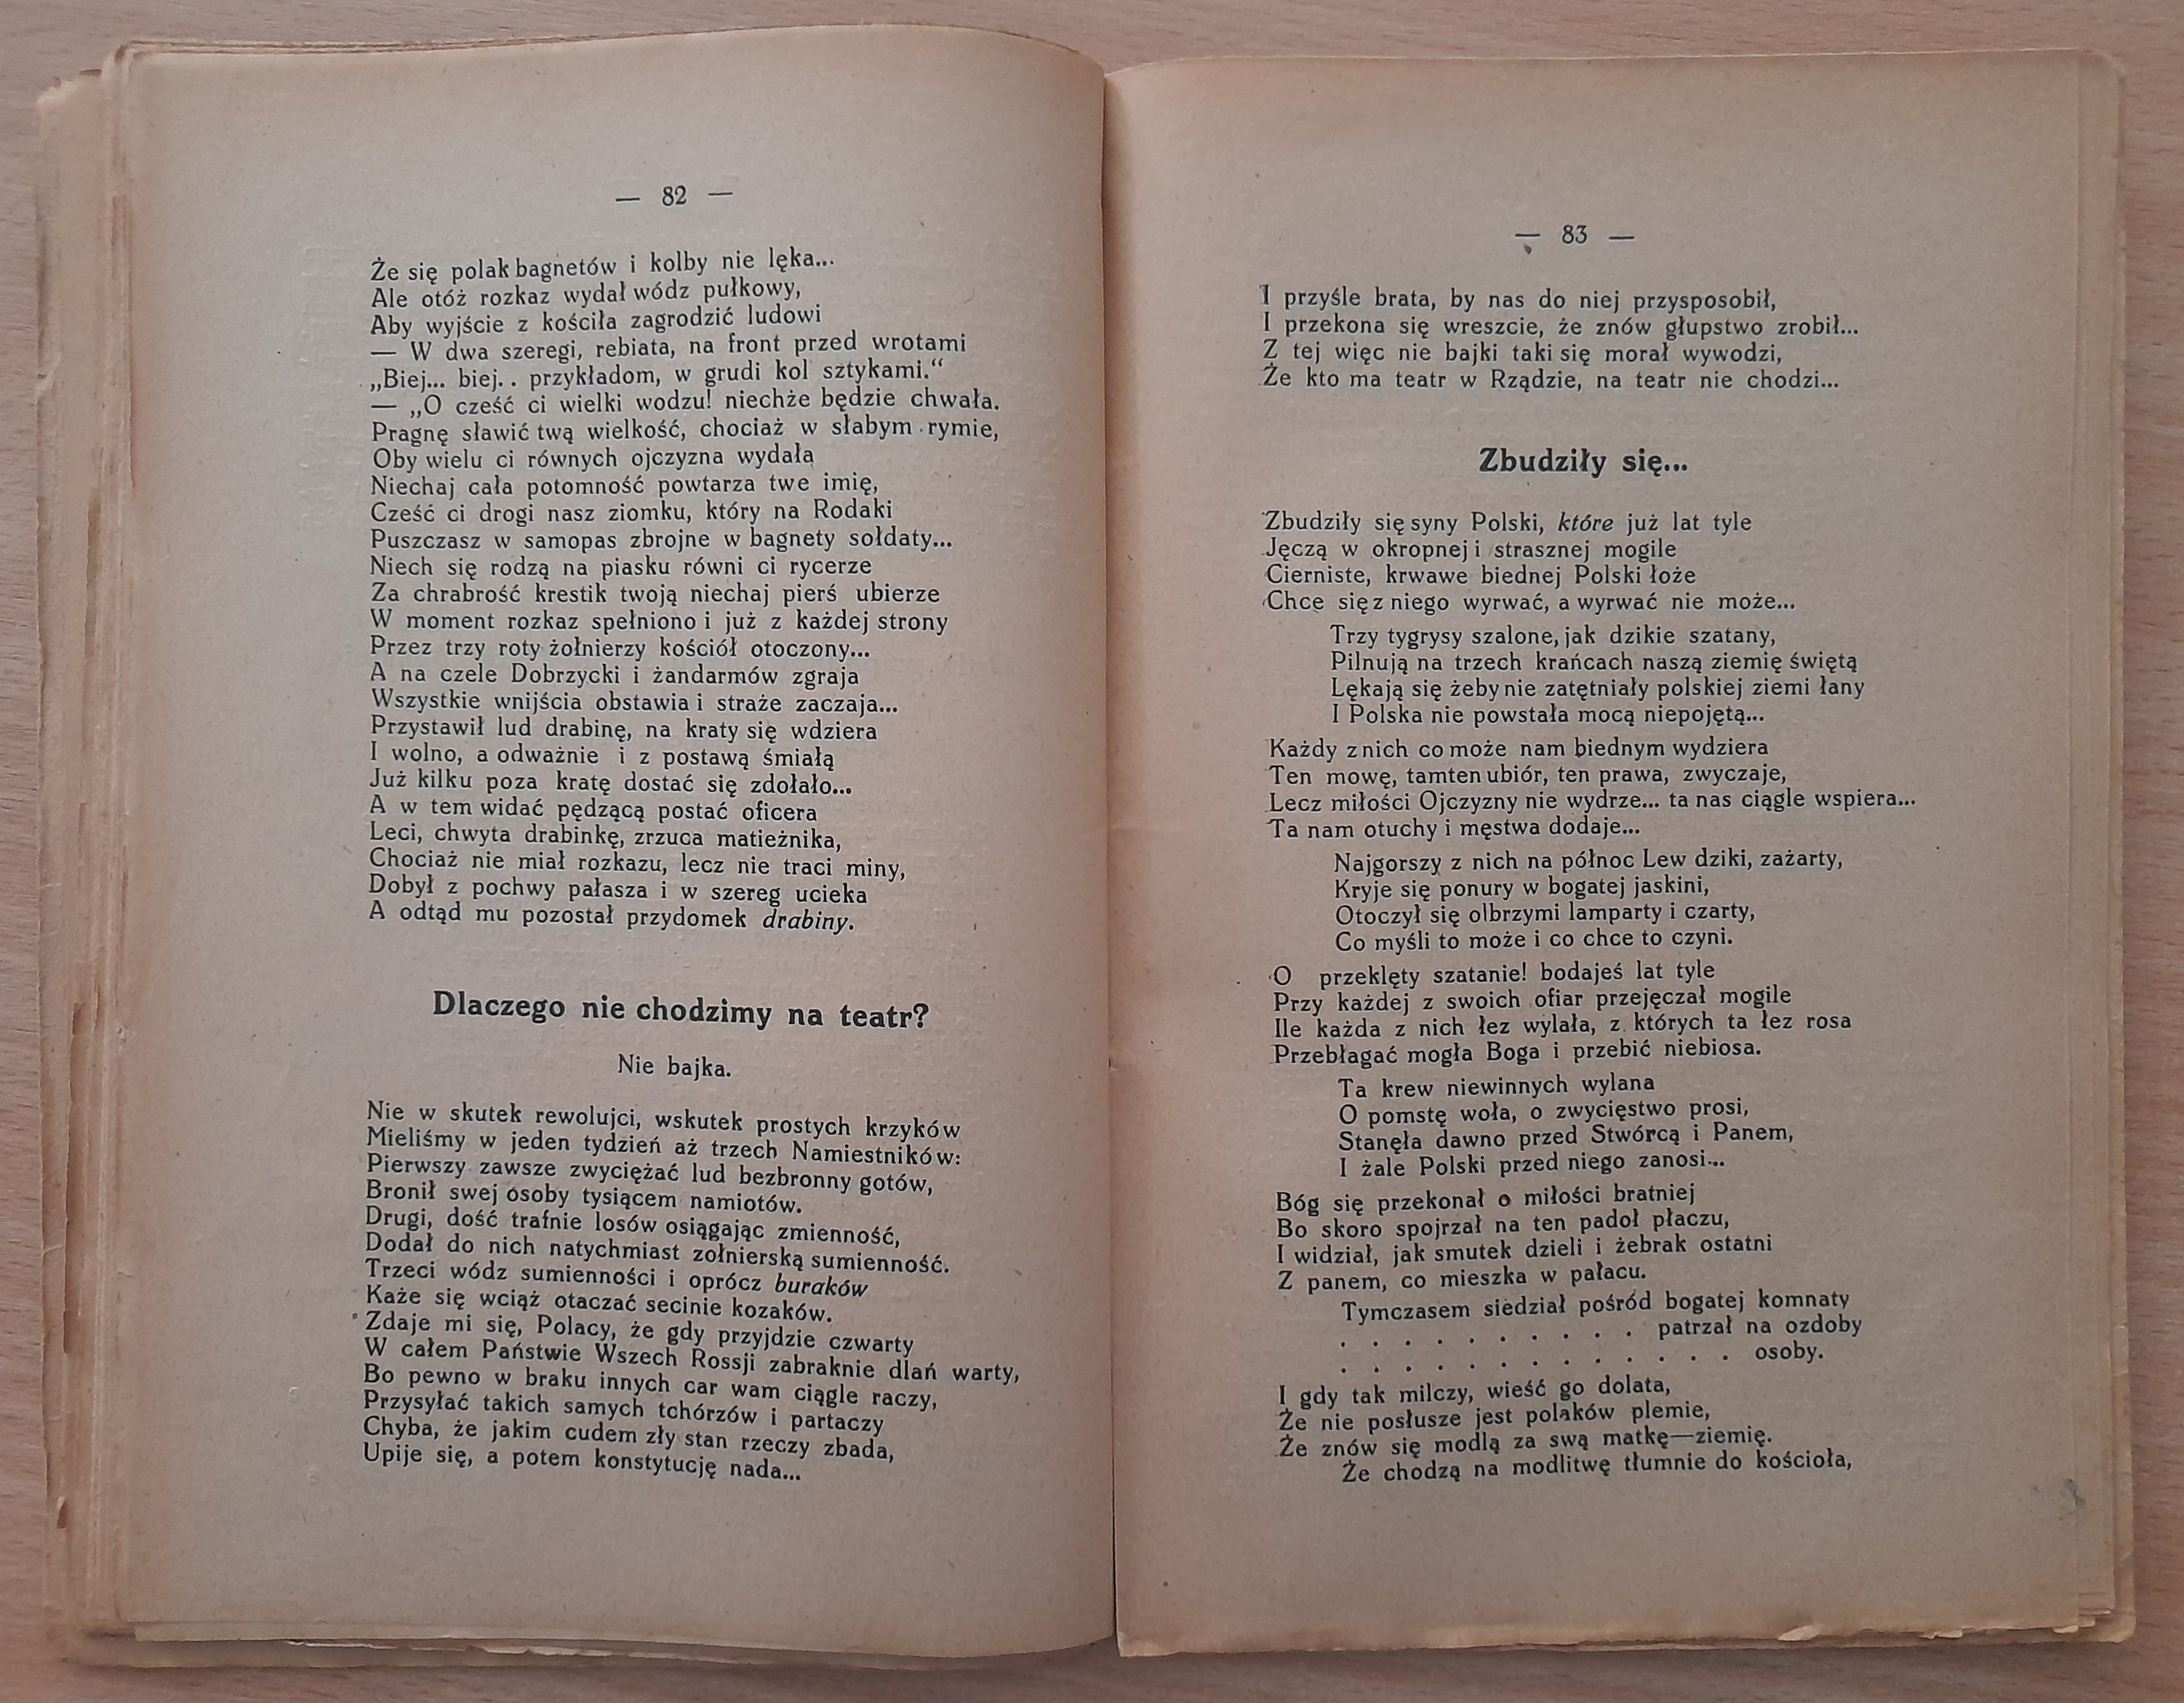 — 82 —
Że się polak bagnetów i kolby nie lęka...
Ale otóż rozkaz wydał wódz pułkowy,
Aby wyjście z kościła zagrodzić ludowi
— W dwa szeregi, rebiata, na front przed wrotami
„Biej... biej. . przykładom, w grudi kol sztykami.“
— „O cześć ci wielki wodzu! niechże będzie chwała.
Pragnę sławić twą wielkość, chociaż w słabym rymie,
Oby wielu ci równych ojczyzna wydała
Niechaj cała potomność powtarza twe imię,
Cześć ci drogi nasz ziomku, który na Rodaki
Puszczasz w samopas zbrojne w bagnety sołdaty...
Niech się rodzą na piasku równi ci rycerze
Za chrabrość krestik twoją niechaj pierś ubierze
W moment rozkaz spełniono i już z każdej strony
Przez trzy roty żołnierzy kościół otoczony...
A na czele Dobrzycki i żandarmów zgraja
Wszystkie wnijścia obstawia i straże zaczaja...
Przystawił lud drabinę, na kraty się wdziera
I wolno, a odważnie i z postawą śmiałą
Już kilku poza kratę dostać się zdołało...
A w tem widać pędzącą postać oficera
Leci, chwyta drabinkę, zrzuca matieżnika,
Chociaż nie miał rozkazu, lecz nie traci miny,
Dobył z pochwy pałasza i w szereg ucieka
A odtąd mu pozostał przydomek drabiny.
Dlaczego nie chodzimy na teatr?
Nie bajka.
Nie w skutek rewolujci, wskutek prostych krzyków
Mieliśmy w jeden tydzień aż trzech Namiestników:
Pierwszy zawsze zwyciężać lud bezbronny gotów,
Bronił swej osoby tysiącem namiotów.
Drugi, dość trafnie losów osiągając zmienność,
Dodał do nich natychmiast zołnierską sumienność.
Trzeci wódz sumienności i oprócz buraków
Każe się wciąż otaczać secinie kozaków.
Zdaje mi się, Polacy, że gdy przyjdzie czwarty
W całem Państwie Wszech Rossji zabraknie dlań warty,
Bo pewno w braku innych car wam ciągle raczy,
Przysyłać takich samych tchórzów i partaczy
Chyba, że jakim cudem zły stan rzeczy zbada,
Upije się, a potem konstytucję nada...
— 83 —
I przyśle brata, by nas do niej przysposobił,
I przekona się wreszcie, że znów głupstwo zrobił...
Z tej więc nie bajki taki się morał wywodzi,
Że kto ma teatr w Rządzie, na teatr nie chodzi...
Zbudziły się...
Zbudziły się syny Polski, które już lat tyle
Jęczą w okropnej i strasznej mogile
Cierniste, krwawe biednej Polski łoże
Chce się z niego wyrwać, a wyrwać nie może...
Trzy tygrysy szalone, jak dzikie szatany,
Pilnują na trzech krańcach naszą ziemię świętą
Lękają się żeby nie zatętniały polskiej ziemi łany
I Polska nie powstała mocą niepojętą...
Każdy z nich co może nam biednym wydziera
Ten mowę, tamten ubiór, ten prawa, zwyczaje,
Lecz miłości Ojczyzny nie wydrze... ta nas ciągle wspiera...
Ta nam otuchy i męstwa dodaje...
Najgorszy z nich na północ Lew dziki, zażarty,
Kryje się ponury w bogatej jaskini,
Otoczył się olbrzymi lamparty i czarty,
Co myśli to może i co chce to czyni.
O przeklęty szatanie! bodajeś lat tyle
Przy każdej z swoich ofiar przejęczał mogile
Ile każda z nich łez wylała, z których ta łez rosa
Przebłagać mogła Boga i przebić niebiosa.
Ta krew niewinnych wylana
O pomstę woła, o zwycięstwo prosi,
Stanęła dawno przed Stwórcą i Panem,
I żale Polski przed niego zanosi...
Bóg się przekonał o miłości bratniej
Bo skoro spojrzał na ten padoł płaczu,
I widział, jak smutek dzieli i żebrak ostatni
Z panem, co mieszka w pałacu.
Tymczasem siedział pośród bogatej komnaty
. . . . . . . . . . patrzał na ozdoby
. . . . . . . . . . . . . osoby.
I gdy tak milczy, wieść go dolata,
Że nie posłusze jest polaków plemie,
Że znów się modlą za swą matkę—ziemię.
Że chodzą na modlitwę tłumnie do kościoła,